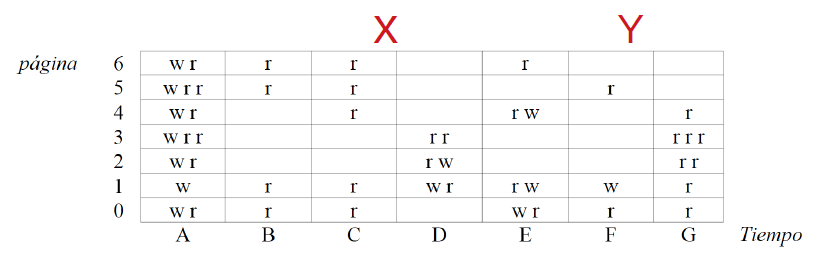 X Y
página 6 w r r r r
5 w r r r r r
4 w r r r w r
3 w r r r r r r r
2 w r r w r r
1 w r r w r r w w r
0 w r r r w r r r
A B C D E F G Tiempo